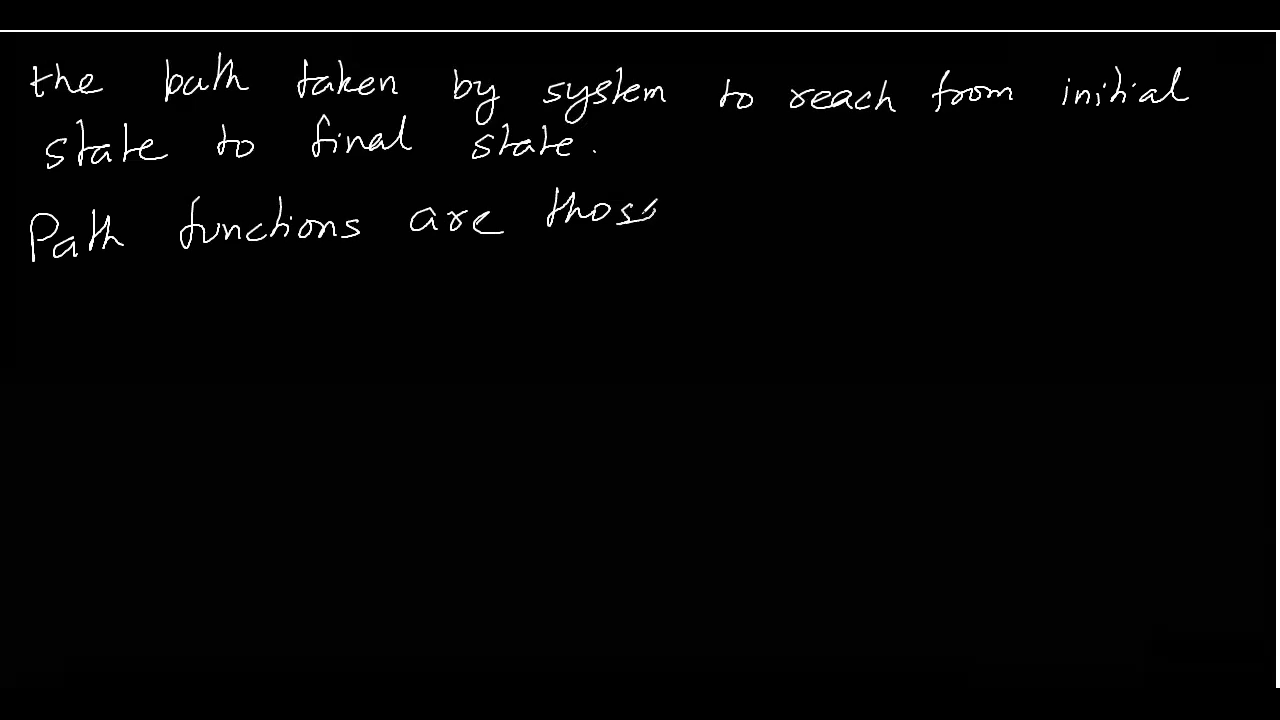 the path taken by system to reach from initial
state to final state.
Path functions are those